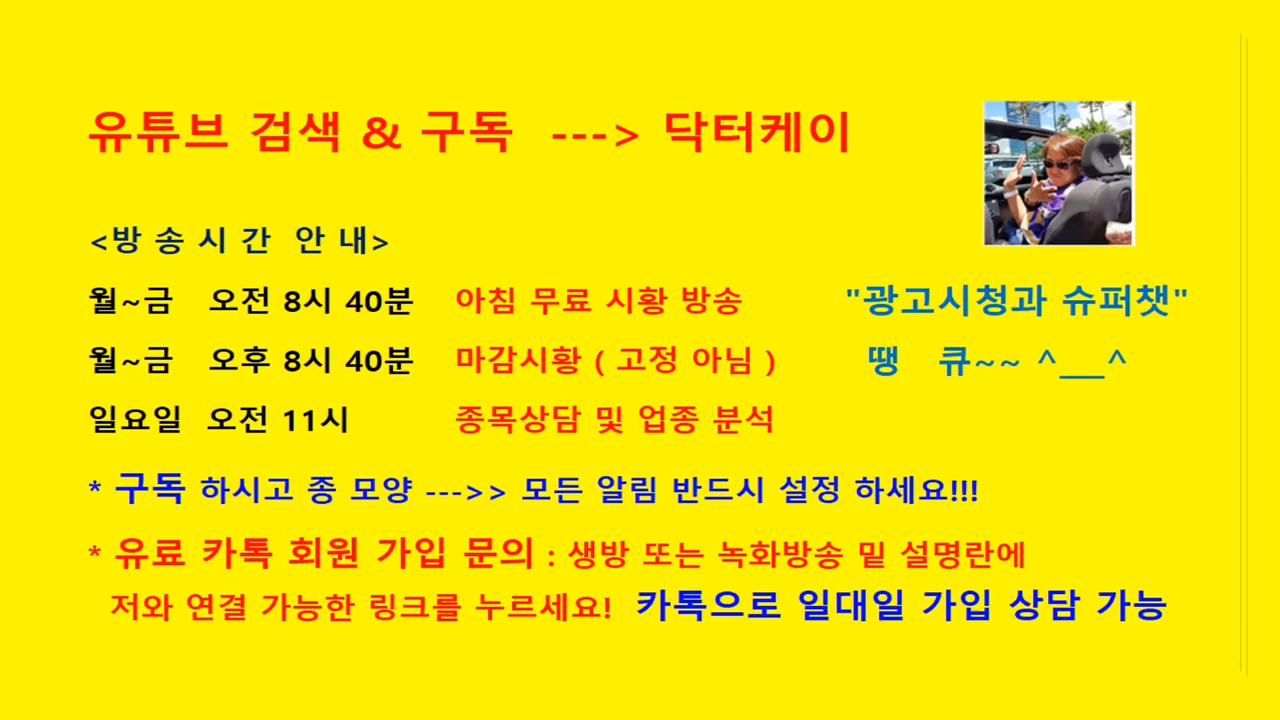 유튜브 검색 & 구독 ---> 닥터케이
<방 송 시 간 안 내>
월~금 오전 8시 40분 아침 무료 시황 방송 "광고시청과 슈퍼챗"
월~금 오후 8시 40분 마감시황 ( 고정 아님 ) 땡 큐~~ ^__^
일요일 오전 11시 종목상담 및 업종 분석
* 구독 하시고 종 모양 --->> 모든 알림 반드시 설정 하세요!!!
* 유료 카톡 회원 가입 문의 : 생방 또는 녹화방송 밑 설명란에
저와 연결 가능한 링크를 누르세요! 카톡으로 일대일 가입 상담 가능